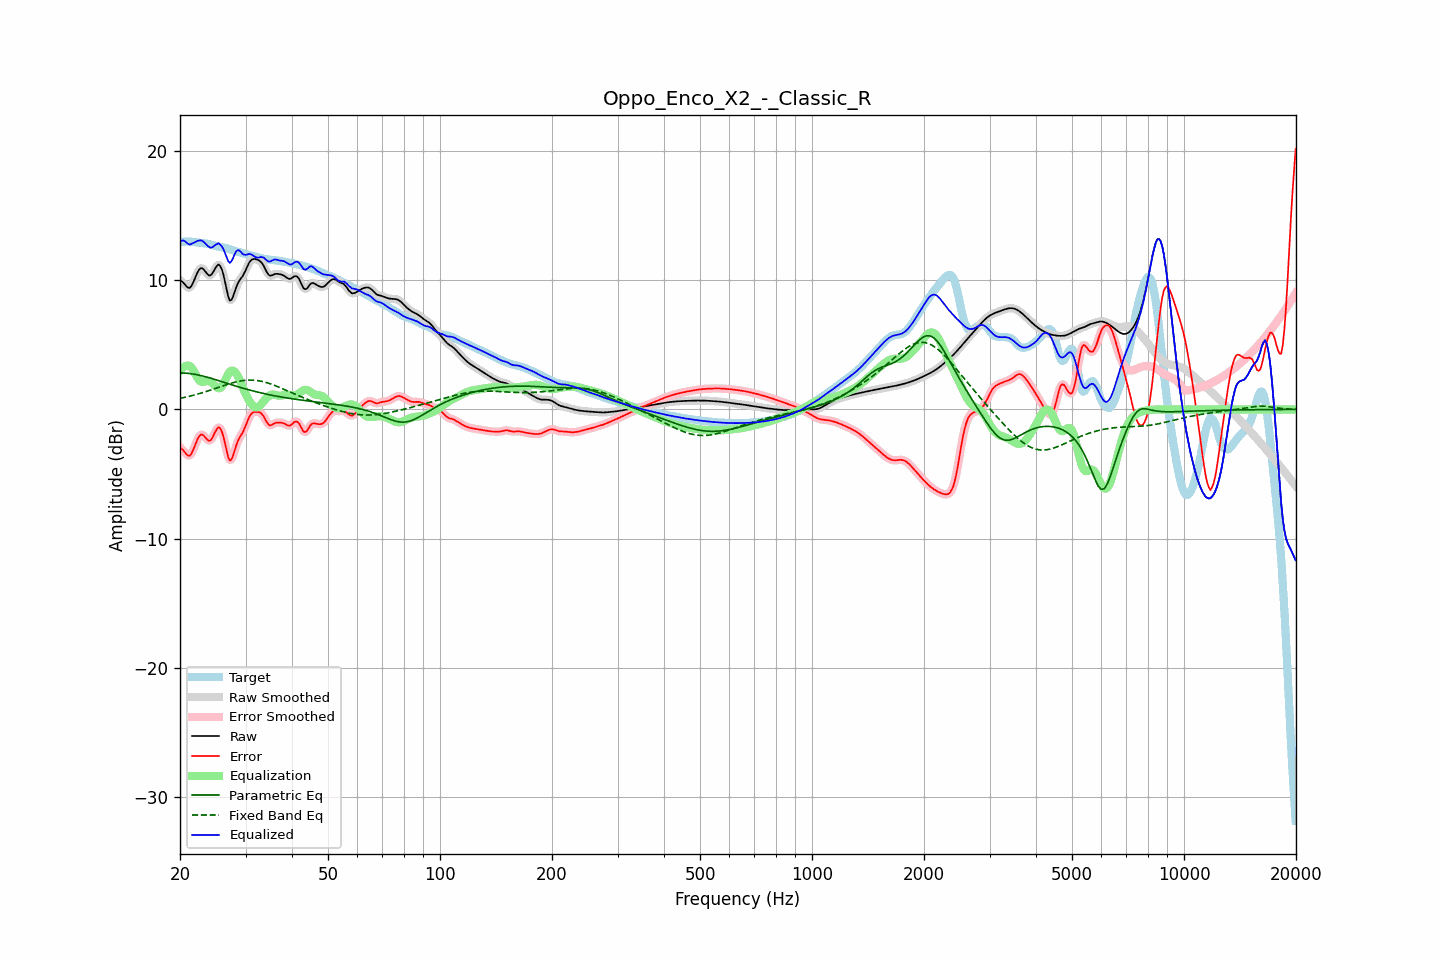 Oppo_Enco_X2_-_Classic_R
Amplitude (dBr)
20
10
0
−10
−20
−30
Target
Raw Smoothed
Error Smoothed
Raw
Error
Equalization
Parametric Eq
Fixed Band Eq
Equalized
20 50 100 200 500 1000 2000 5000 10000 20000
Frequency (Hz)